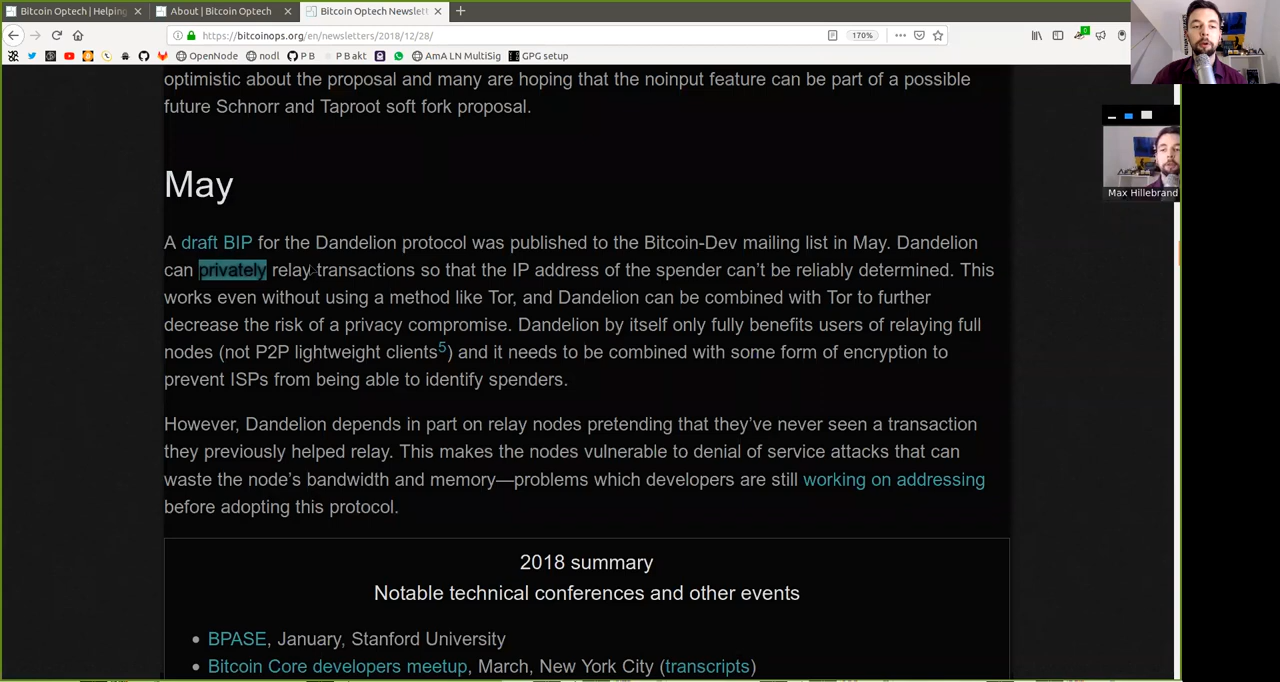 Bitcoin Optech | Helping
About | Bitcoin Optech
Bitcoin Optech Newslett
https://bitcoinops.org/en/newsletters/2018/12/28/
170%
OpenNode
nodl
P B
P B akt
AmA LN MultiSig
GPG setup
optimistic about the proposal and many are hoping that the noinput feature can be part of a possible
future Schnorr and Taproot soft fork proposal.
Max Hillebrand
May
A draft BIP for the Dandelion protocol was published to the Bitcoin-Dev mailing list in May. Dandelion
can privately relay transactions so that the IP address of the spender can’t be reliably determined. This
works even without using a method like Tor, and Dandelion can be combined with Tor to further
decrease the risk of a privacy compromise. Dandelion by itself only fully benefits users of relaying full
nodes (not P2P lightweight clients5) and it needs to be combined with some form of encryption to
prevent ISPs from being able to identify spenders.
However, Dandelion depends in part on relay nodes pretending that they’ve never seen a transaction
they previously helped relay. This makes the nodes vulnerable to denial of service attacks that can
waste the node’s bandwidth and memory—problems which developers are still working on addressing
before adopting this protocol.
2018 summary
Notable technical conferences and other events
• BPASE, January, Stanford University
• Bitcoin Core developers meetup, March, New York City (transcripts)